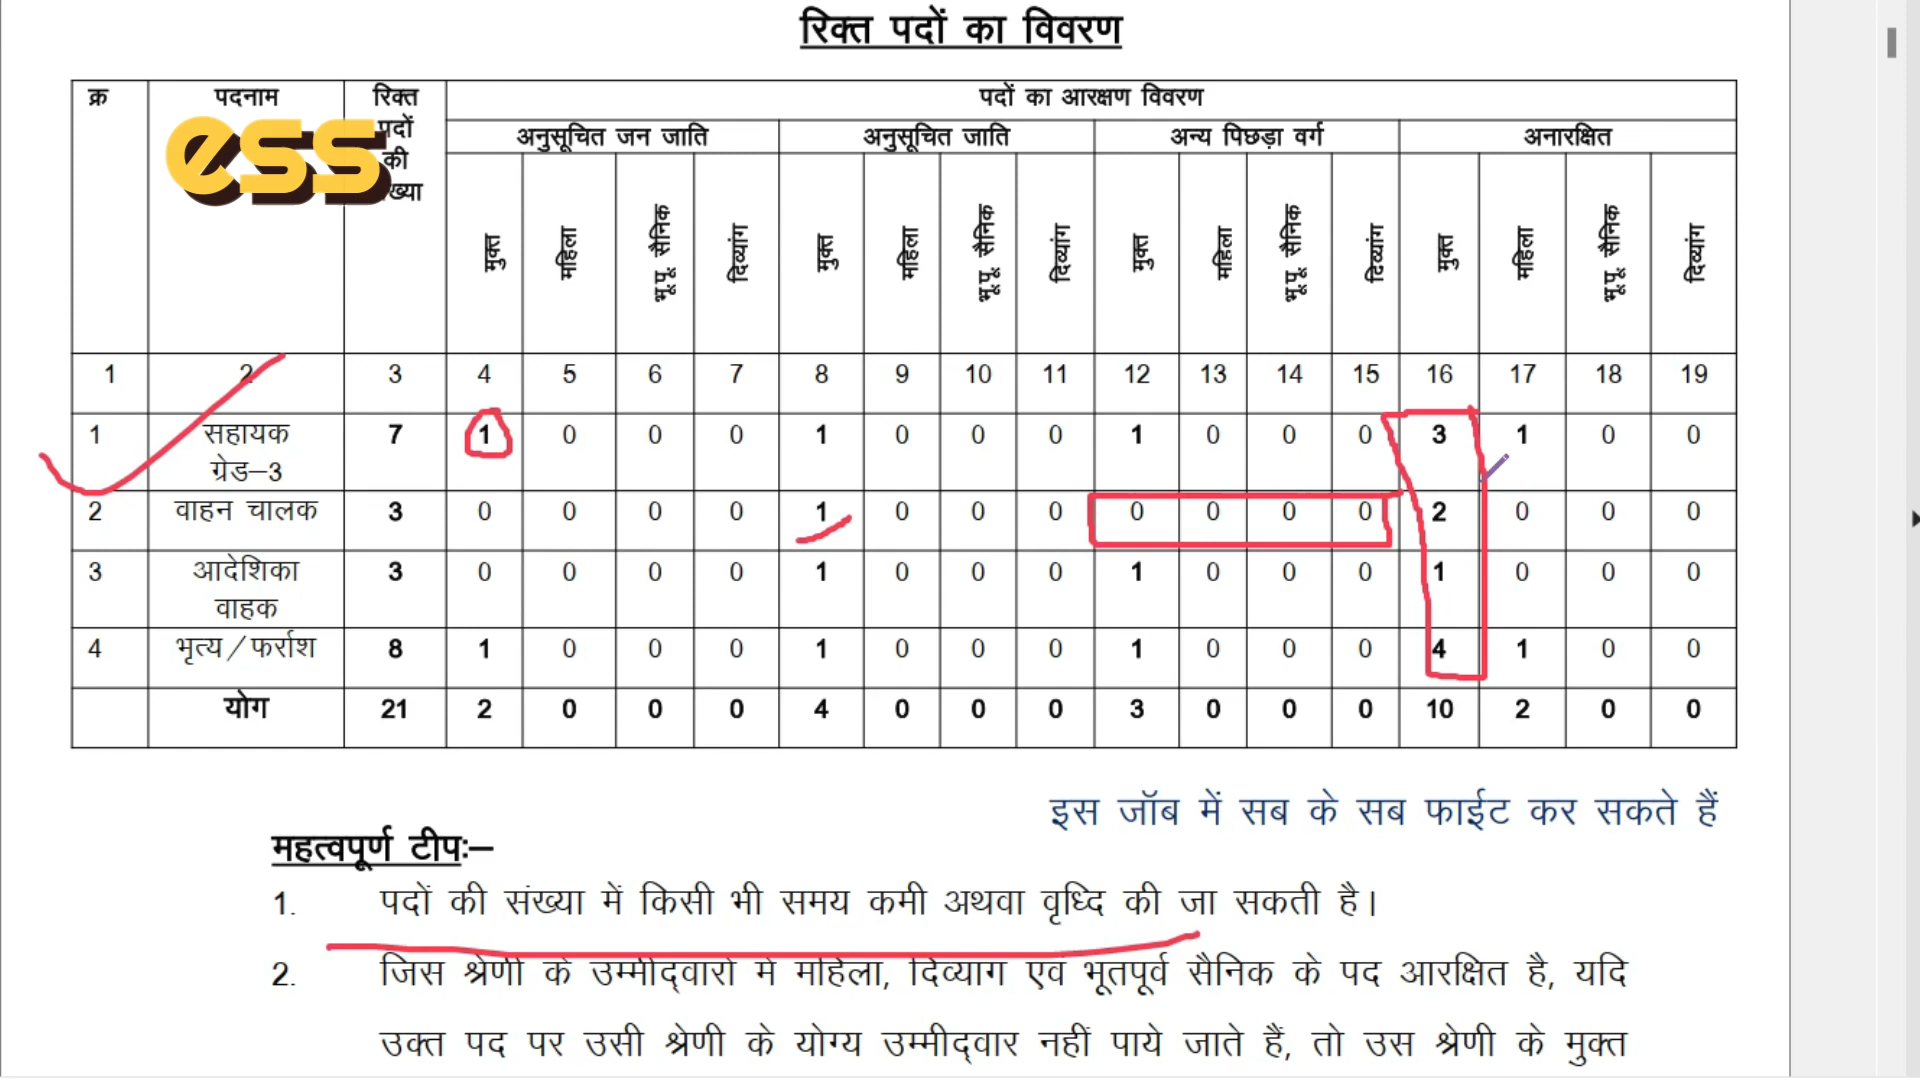 रिक्त पदों का विवरण
क्र पदनाम रिक्त पदों की ख्या पदों का आरक्षण विवरण
ess
अनुसूचित जन जाति अनुसूचित जाति अन्य पिछड़ा वर्ग अनारक्षित
मुक्त महिला भू.पू. सैनिक दिव्यांग मुक्त महिला भू.पू. सैनिक दिव्यांग मुक्त महिला भू.पू. सैनिक दिव्यांग मुक्त महिला भू.पू. सैनिक दिव्यांग
1 2 3 4 5 6 7 8 9 10 11 12 13 14 15 16 17 18 19
1 सहायक ग्रेड–3 7 1 0 0 0 1 0 0 0 1 0 0 0 3 1 0 0
2 वाहन चालक 3 0 0 0 0 1 0 0 0 0 0 0 0 2 0 0 0
3 आदेशिका वाहक 3 0 0 0 0 1 0 0 0 1 0 0 0 1 0 0 0
4 भृत्य/फर्राश 8 1 0 0 0 1 0 0 0 1 0 0 0 4 1 0 0
योग 21 2 0 0 0 4 0 0 0 3 0 0 0 10 2 0 0
इस जॉब में सब के सब फाईट कर सकते हैं
महत्वपूर्ण टीपः–
1. पदों की संख्या में किसी भी समय कमी अथवा वृध्दि की जा सकती है।
2. जिस श्रेणी के उम्मीद्वारों में महिला, दिव्यांग एवं भूतपूर्व सैनिक के पद आरक्षित है, यदि
उक्त पद पर उसी श्रेणी के योग्य उम्मीद्वार नहीं पाये जाते हैं, तो उस श्रेणी के मुक्त